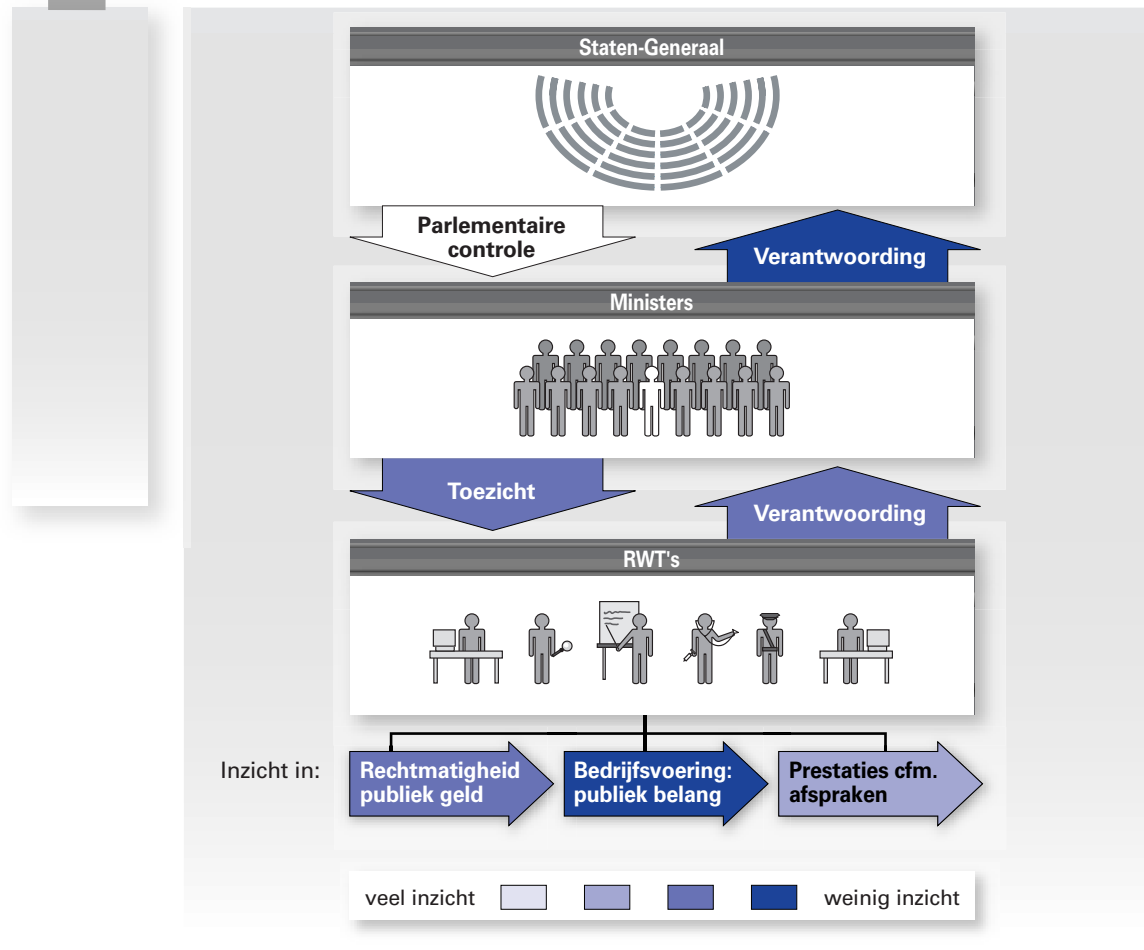 Staten-Generaal
Parlementaire
controle
Verantwoording
Ministers
Toezicht
Verantwoording
RWT's
Inzicht in:
Rechtmatigheid
publiek geld
Bedrijfsvoering:
publiek belang
Prestaties cfm.
afspraken
veel inzicht
weinig inzicht